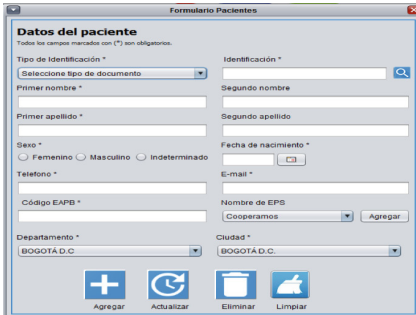 Formulario Pacientes
Datos del paciente
Todos los campos marcados con (*) son obligatorios.
Tipo de Identificación * Identificación *
Seleccione tipo de documento
Primer nombre * Segundo nombre
Primer apellido * Segundo apellido
Sexo * Fecha de nacimiento *
Femenino Masculino Indeterminado
Telefono * E-mail *
Código EAPB * Nombre de EPS
Cooperamos Agregar
Departamento * Ciudad *
BOGOTÁ D.C BOGOTÁ D.C.
Agregar Actualizar Eliminar Limpiar